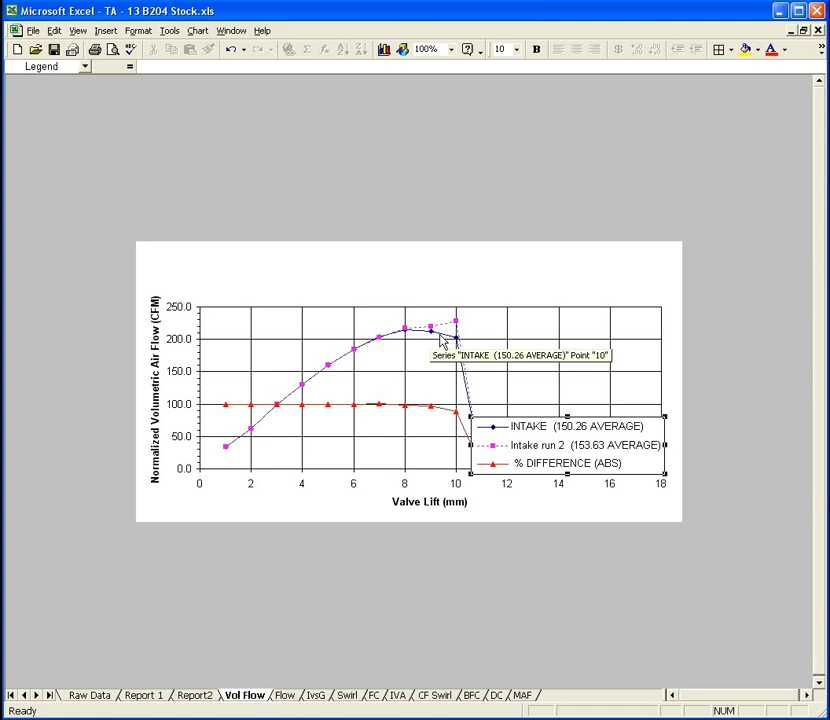 Microsoft Excel - TA - 13 B204 Stock.xls
File Edit View Insert Format Tools Chart Window Help
100% 10 B $ %
Legend =
Normalized Volumetric Air Flow (CFM)
250.0
200.0
150.0
100.0
50.0
0.0
Series "INTAKE (150.26 AVERAGE)" Point "10"
INTAKE (150.26 AVERAGE)
Intake run 2 (153.63 AVERAGE)
% DIFFERENCE (ABS)
0 2 4 6 8 10 12 14 16 18
Valve Lift (mm)
Raw Data Report 1 Report2 Vol Flow Flow IvsG Swirl FC IVA CF Swirl BFC DC MAF
Ready NUM